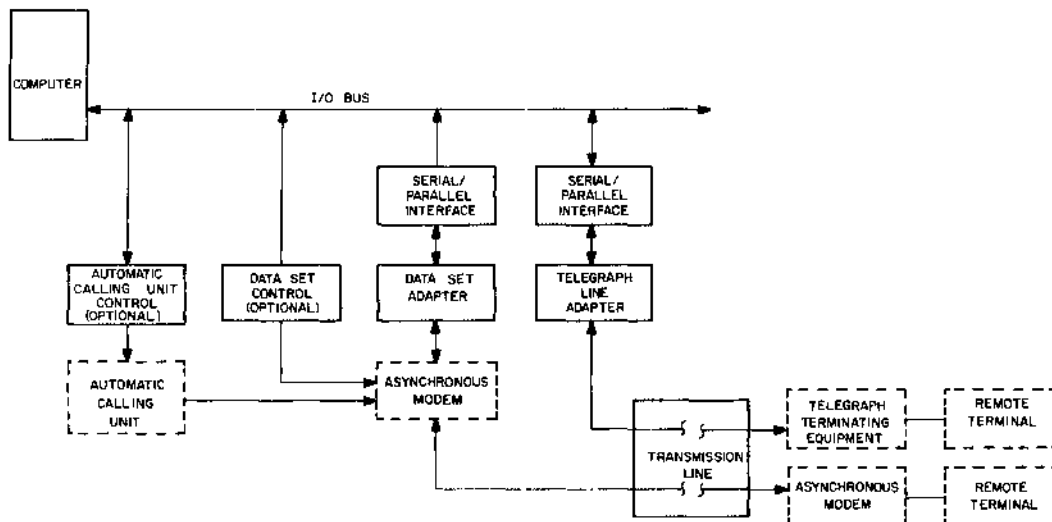 COMPUTER
I/O BUS
SERIAL/
PARALLEL
INTERFACE
SERIAL/
PARALLEL
INTERFACE
AUTOMATIC
CALLING UNIT
CONTROL
(OPTIONAL)
DATA SET
CONTROL
(OPTIONAL)
DATA SET
ADAPTER
TELEGRAPH
LINE
ADAPTER
AUTOMATIC
CALLING
UNIT
ASYNCHRONOUS
MODEM
TRANSMISSION
LINE
TELEGRAPH
TERMINATING
EQUIPMENT
REMOTE
TERMINAL
ASYNCHRONOUS
MODEM
REMOTE
TERMINAL